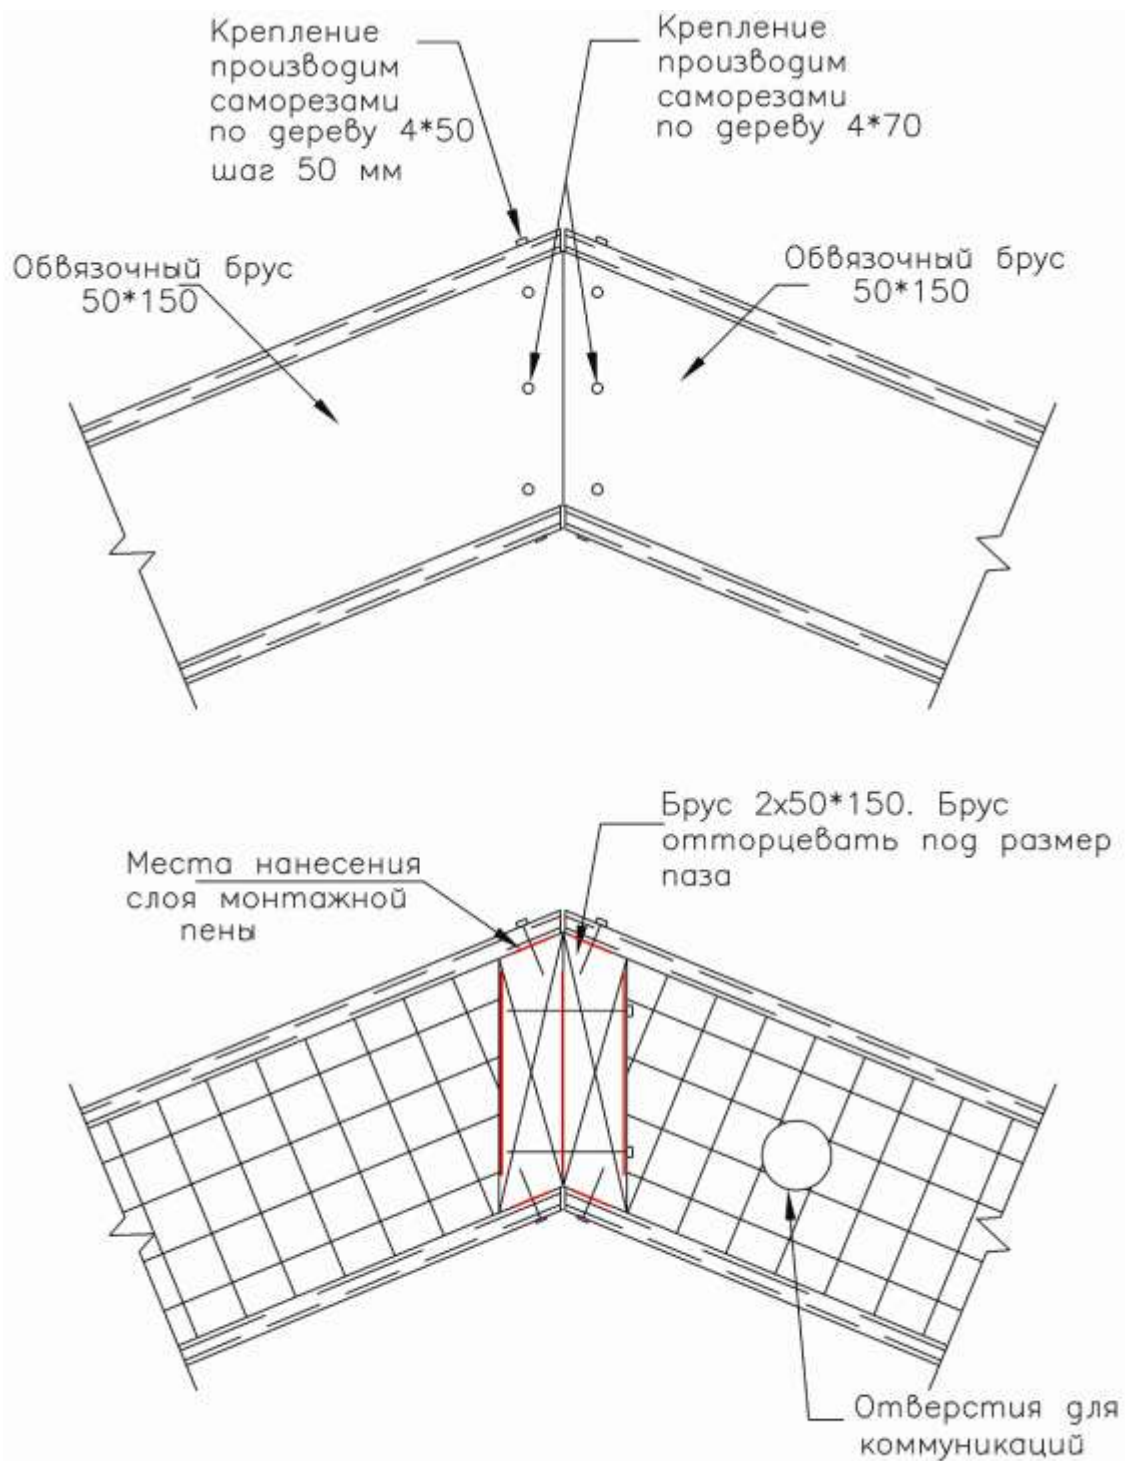 Крепление
производим
саморезами
по дереву 4*50
шаг 50 мм
Крепление
производим
саморезами
по дереву 4*70
Обвязочный брус
50*150
Обвязочный брус
50*150
Брус 2х50*150. Брус
отторцевать под размер
паза
Места нанесения
слоя монтажной
пены
Отверстия для
коммуникаций